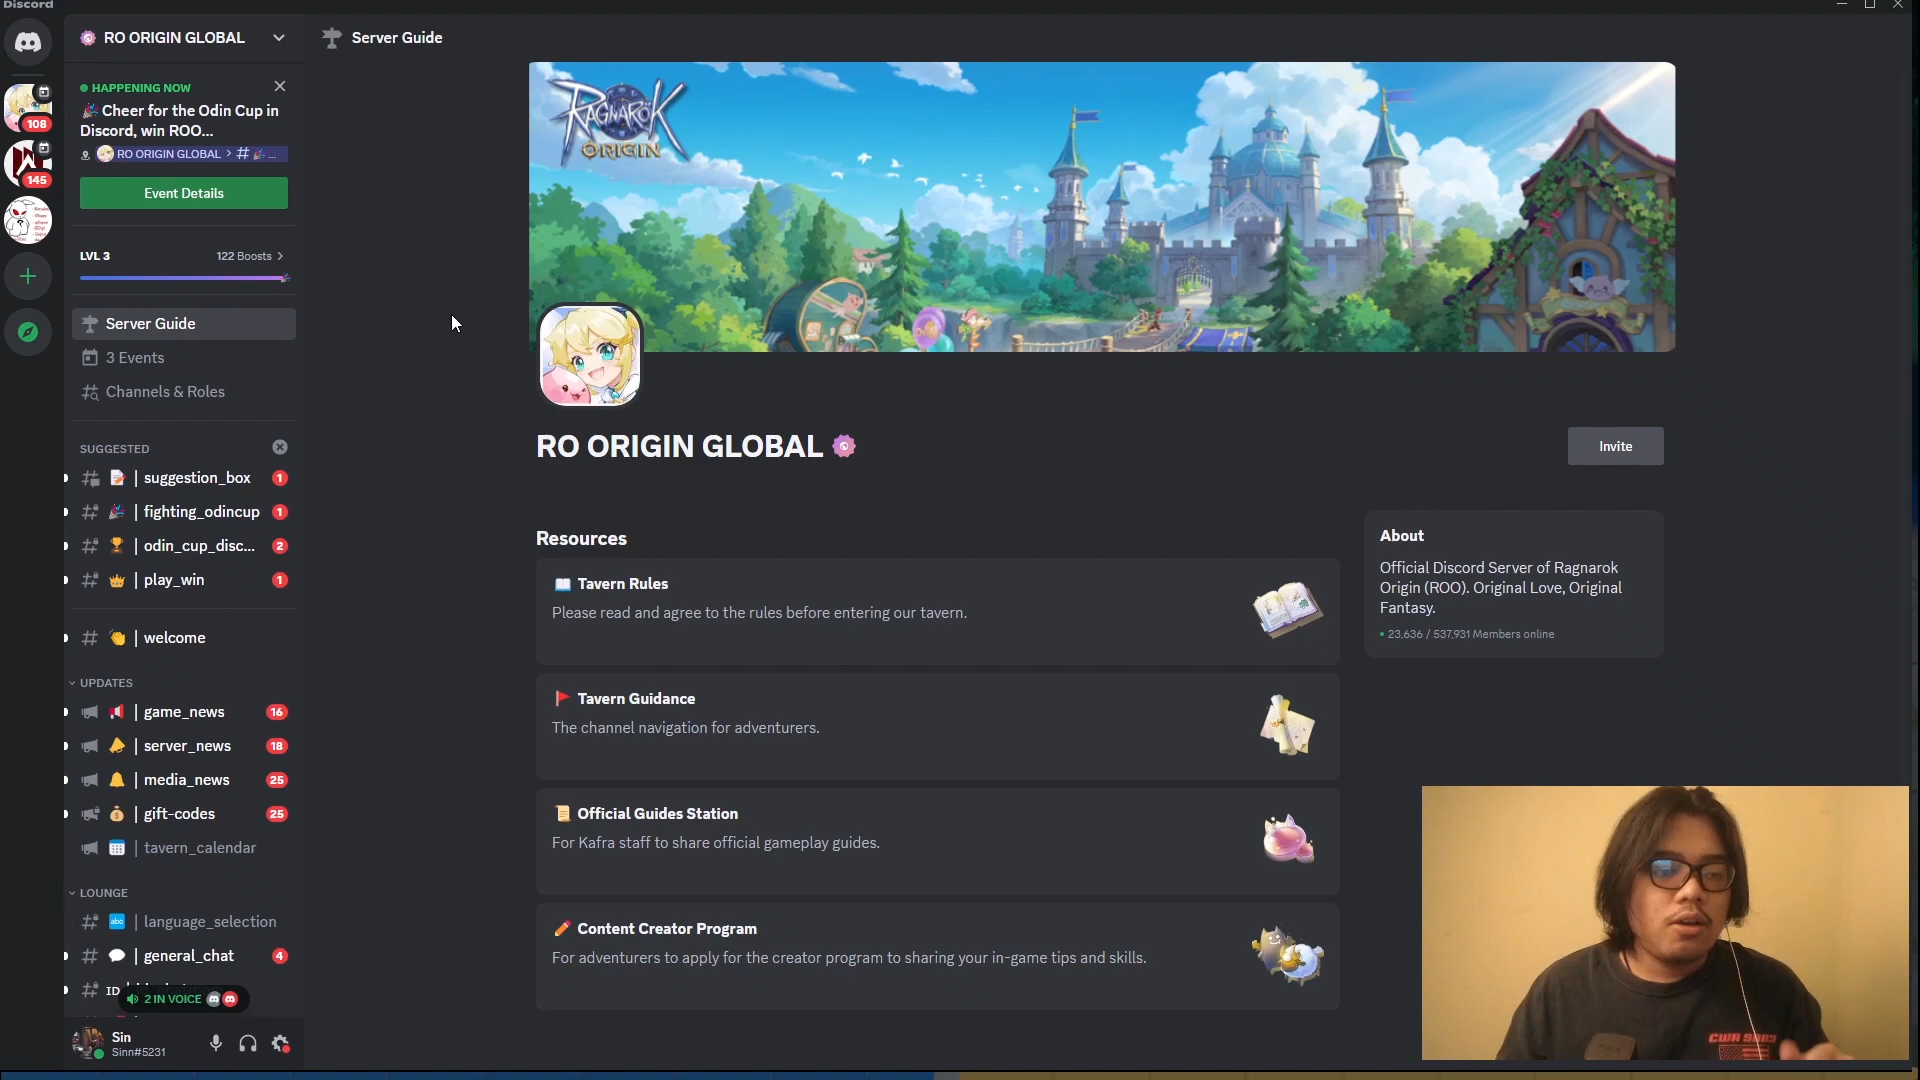 Discord
RO ORIGIN GLOBAL
HAPPENING NOW
Cheer for the Odin Cup in
Discord, win ROO...
RO ORIGIN GLOBAL > # ...
Event Details
LVL 3
122 Boosts >
108
145
Server Guide
3 Events
Channels & Roles
SUGGESTED
| suggestion_box 1
| fighting_odincup 1
| odin_cup_disc... 2
| play_win 1
# | welcome
UPDATES
| game_news 16
| server_news 18
| media_news 25
| gift-codes 25
| tavern_calendar
LOUNGE
abc | language_selection
| general_chat 4
ID
2 IN VOICE
Sin
Sinn#5231
Server Guide
RAGNAROK
ORIGIN
RO ORIGIN GLOBAL
Invite
Resources
Tavern Rules
Please read and agree to the rules before entering our tavern.
Tavern Guidance
The channel navigation for adventurers.
Official Guides Station
For Kafra staff to share official gameplay guides.
Content Creator Program
For adventurers to apply for the creator program to sharing your in-game tips and skills.
About
Official Discord Server of Ragnarok
Origin (ROO). Original Love, Original
Fantasy.
23,636 / 537,931 Members online